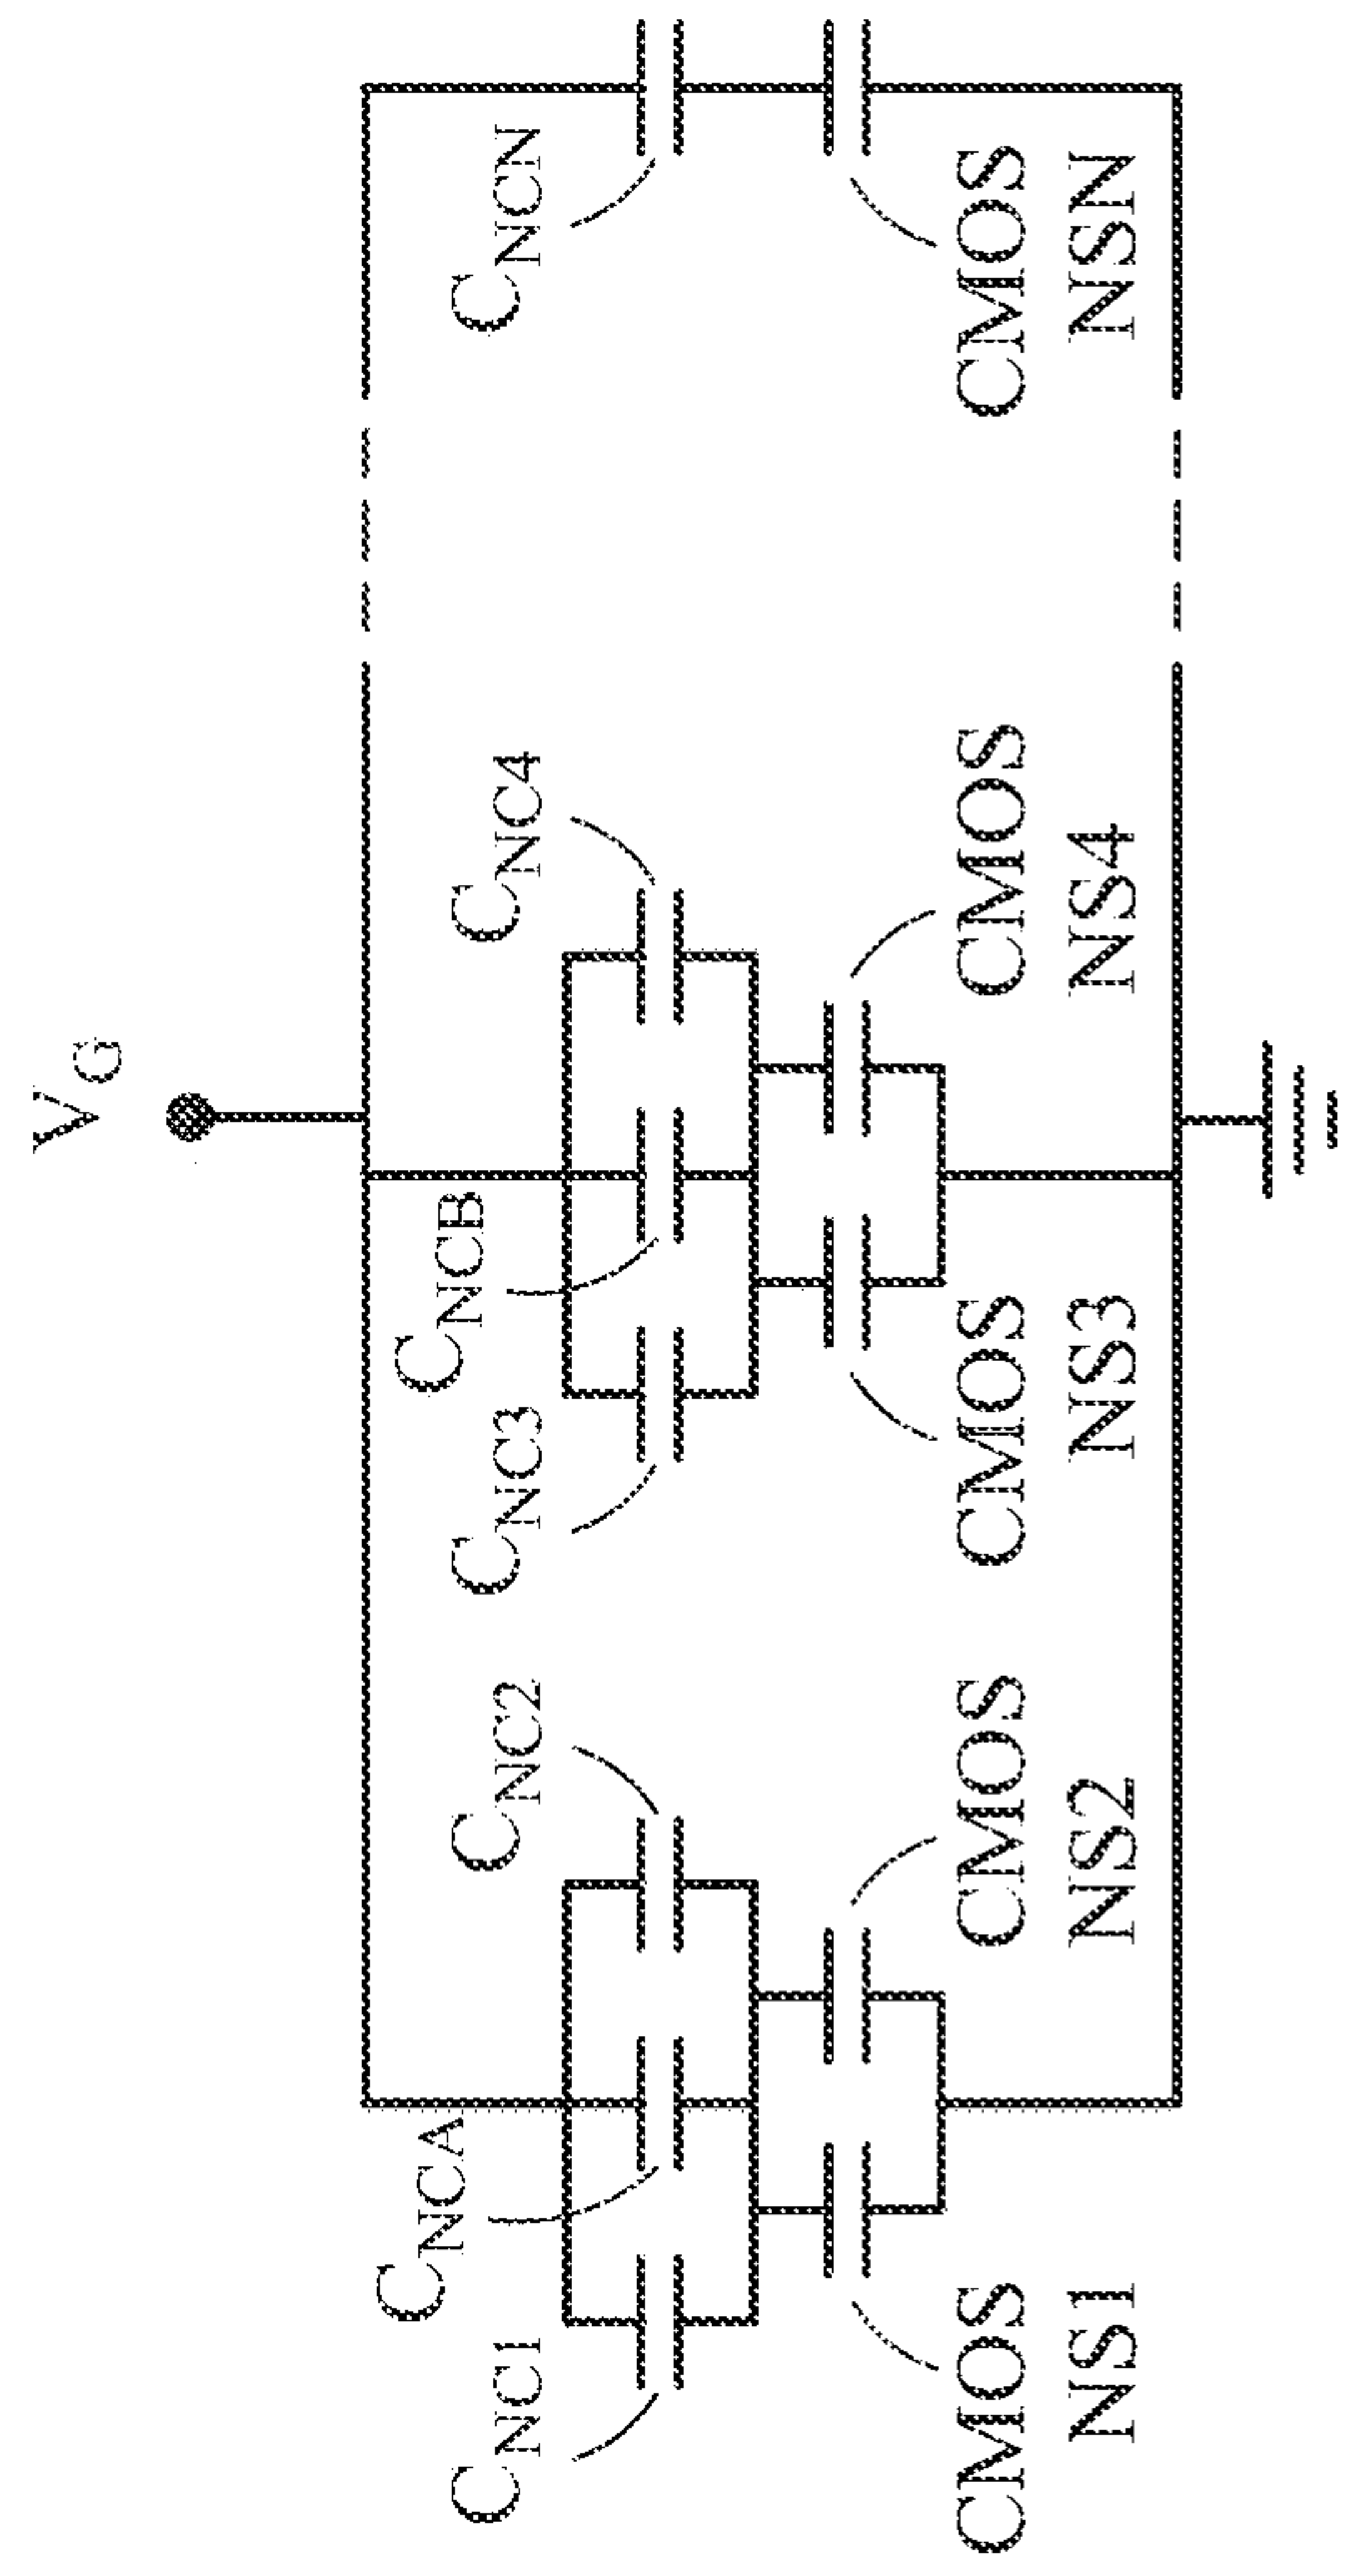 V_G
C_NC1
C_NCA
C_NC2
C_NC3
C_NCB
C_NC4
C_NCN
CMOS
NS1
CMOS
NS2
CMOS
NS3
CMOS
NS4
CMOS
NSN